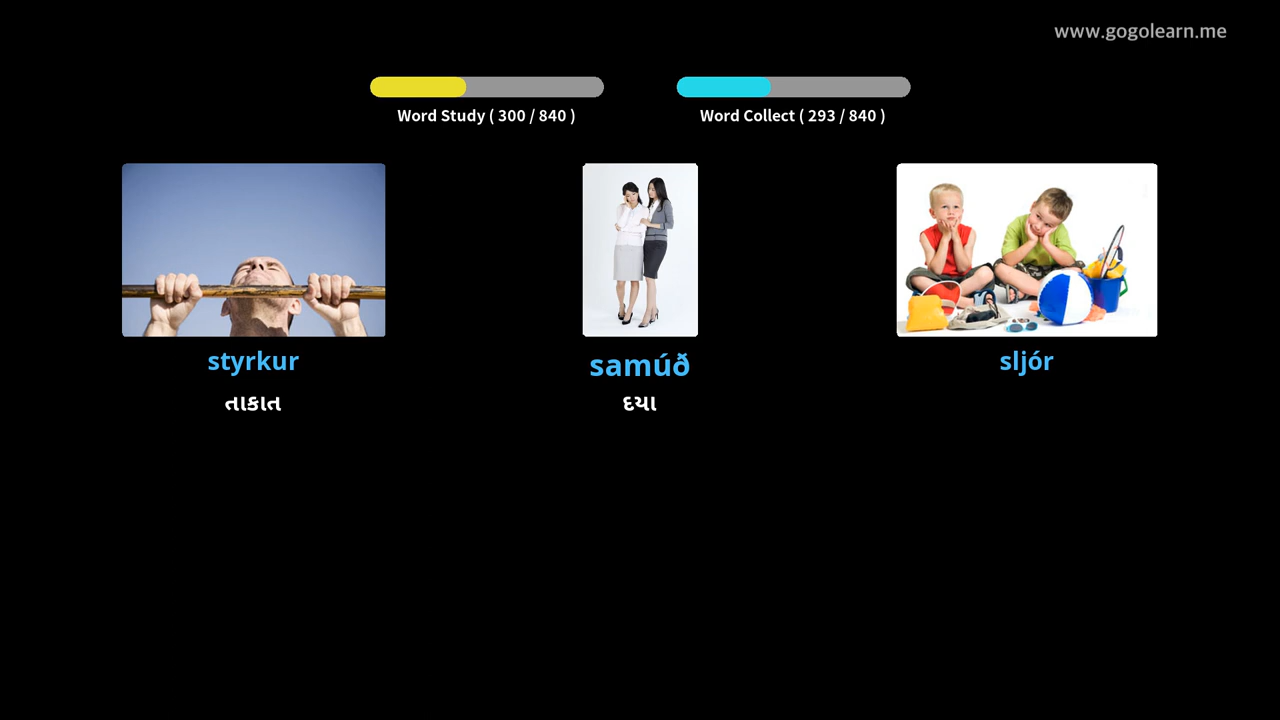 www.gogolearn.me
Word Study ( 300 / 840 )
Word Collect ( 293 / 840 )
styrkur
samúð
sljór
તાકાત
દયા